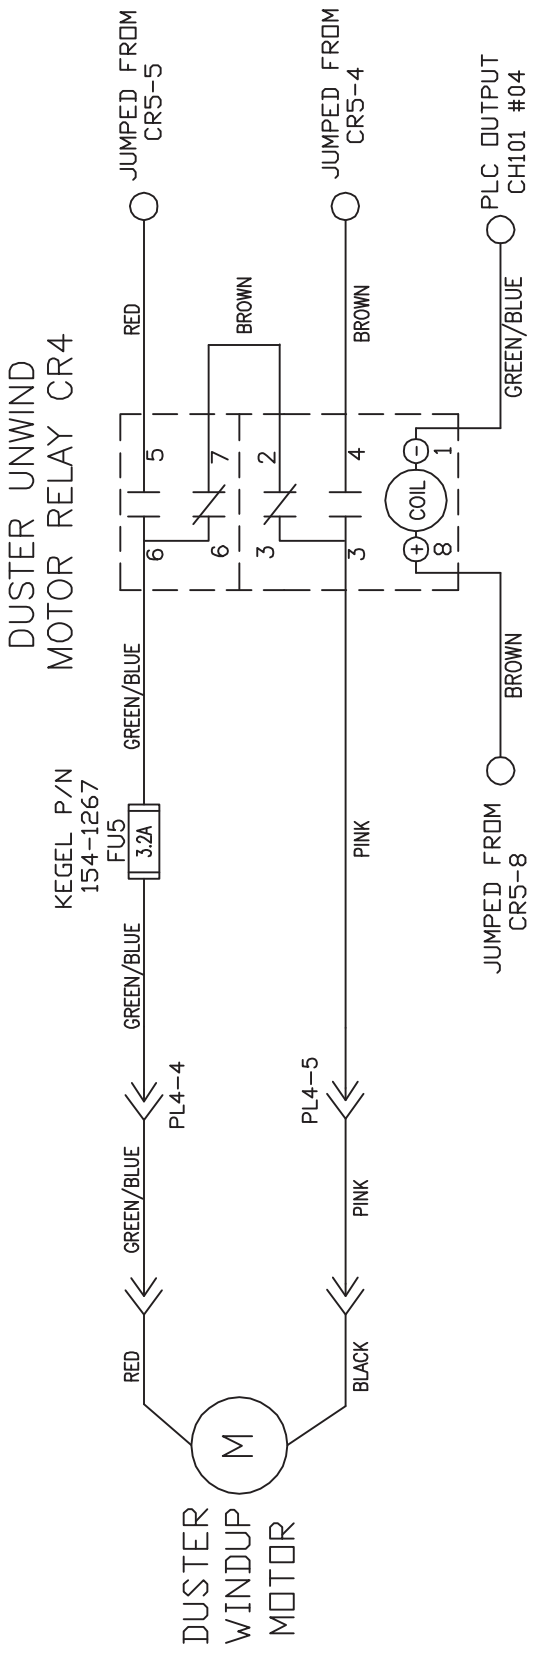 DUSTER UNWIND
MOTOR RELAY CR4
KEGEL P/N
154-1267
FU5
3.2A
DUSTER
WINDUP
MOTOR
M
RED
GREEN/BLUE
GREEN/BLUE
GREEN/BLUE
RED
JUMPED FROM
CR5-5
PL4-4
6
5
6
7
BROWN
3
2
BLACK
PINK
PL4-5
PINK
3
4
BROWN
JUMPED FROM
CR5-4
+
COIL
-
8
1
JUMPED FROM
CR5-8
BROWN
GREEN/BLUE
PLC OUTPUT
CH101 #04